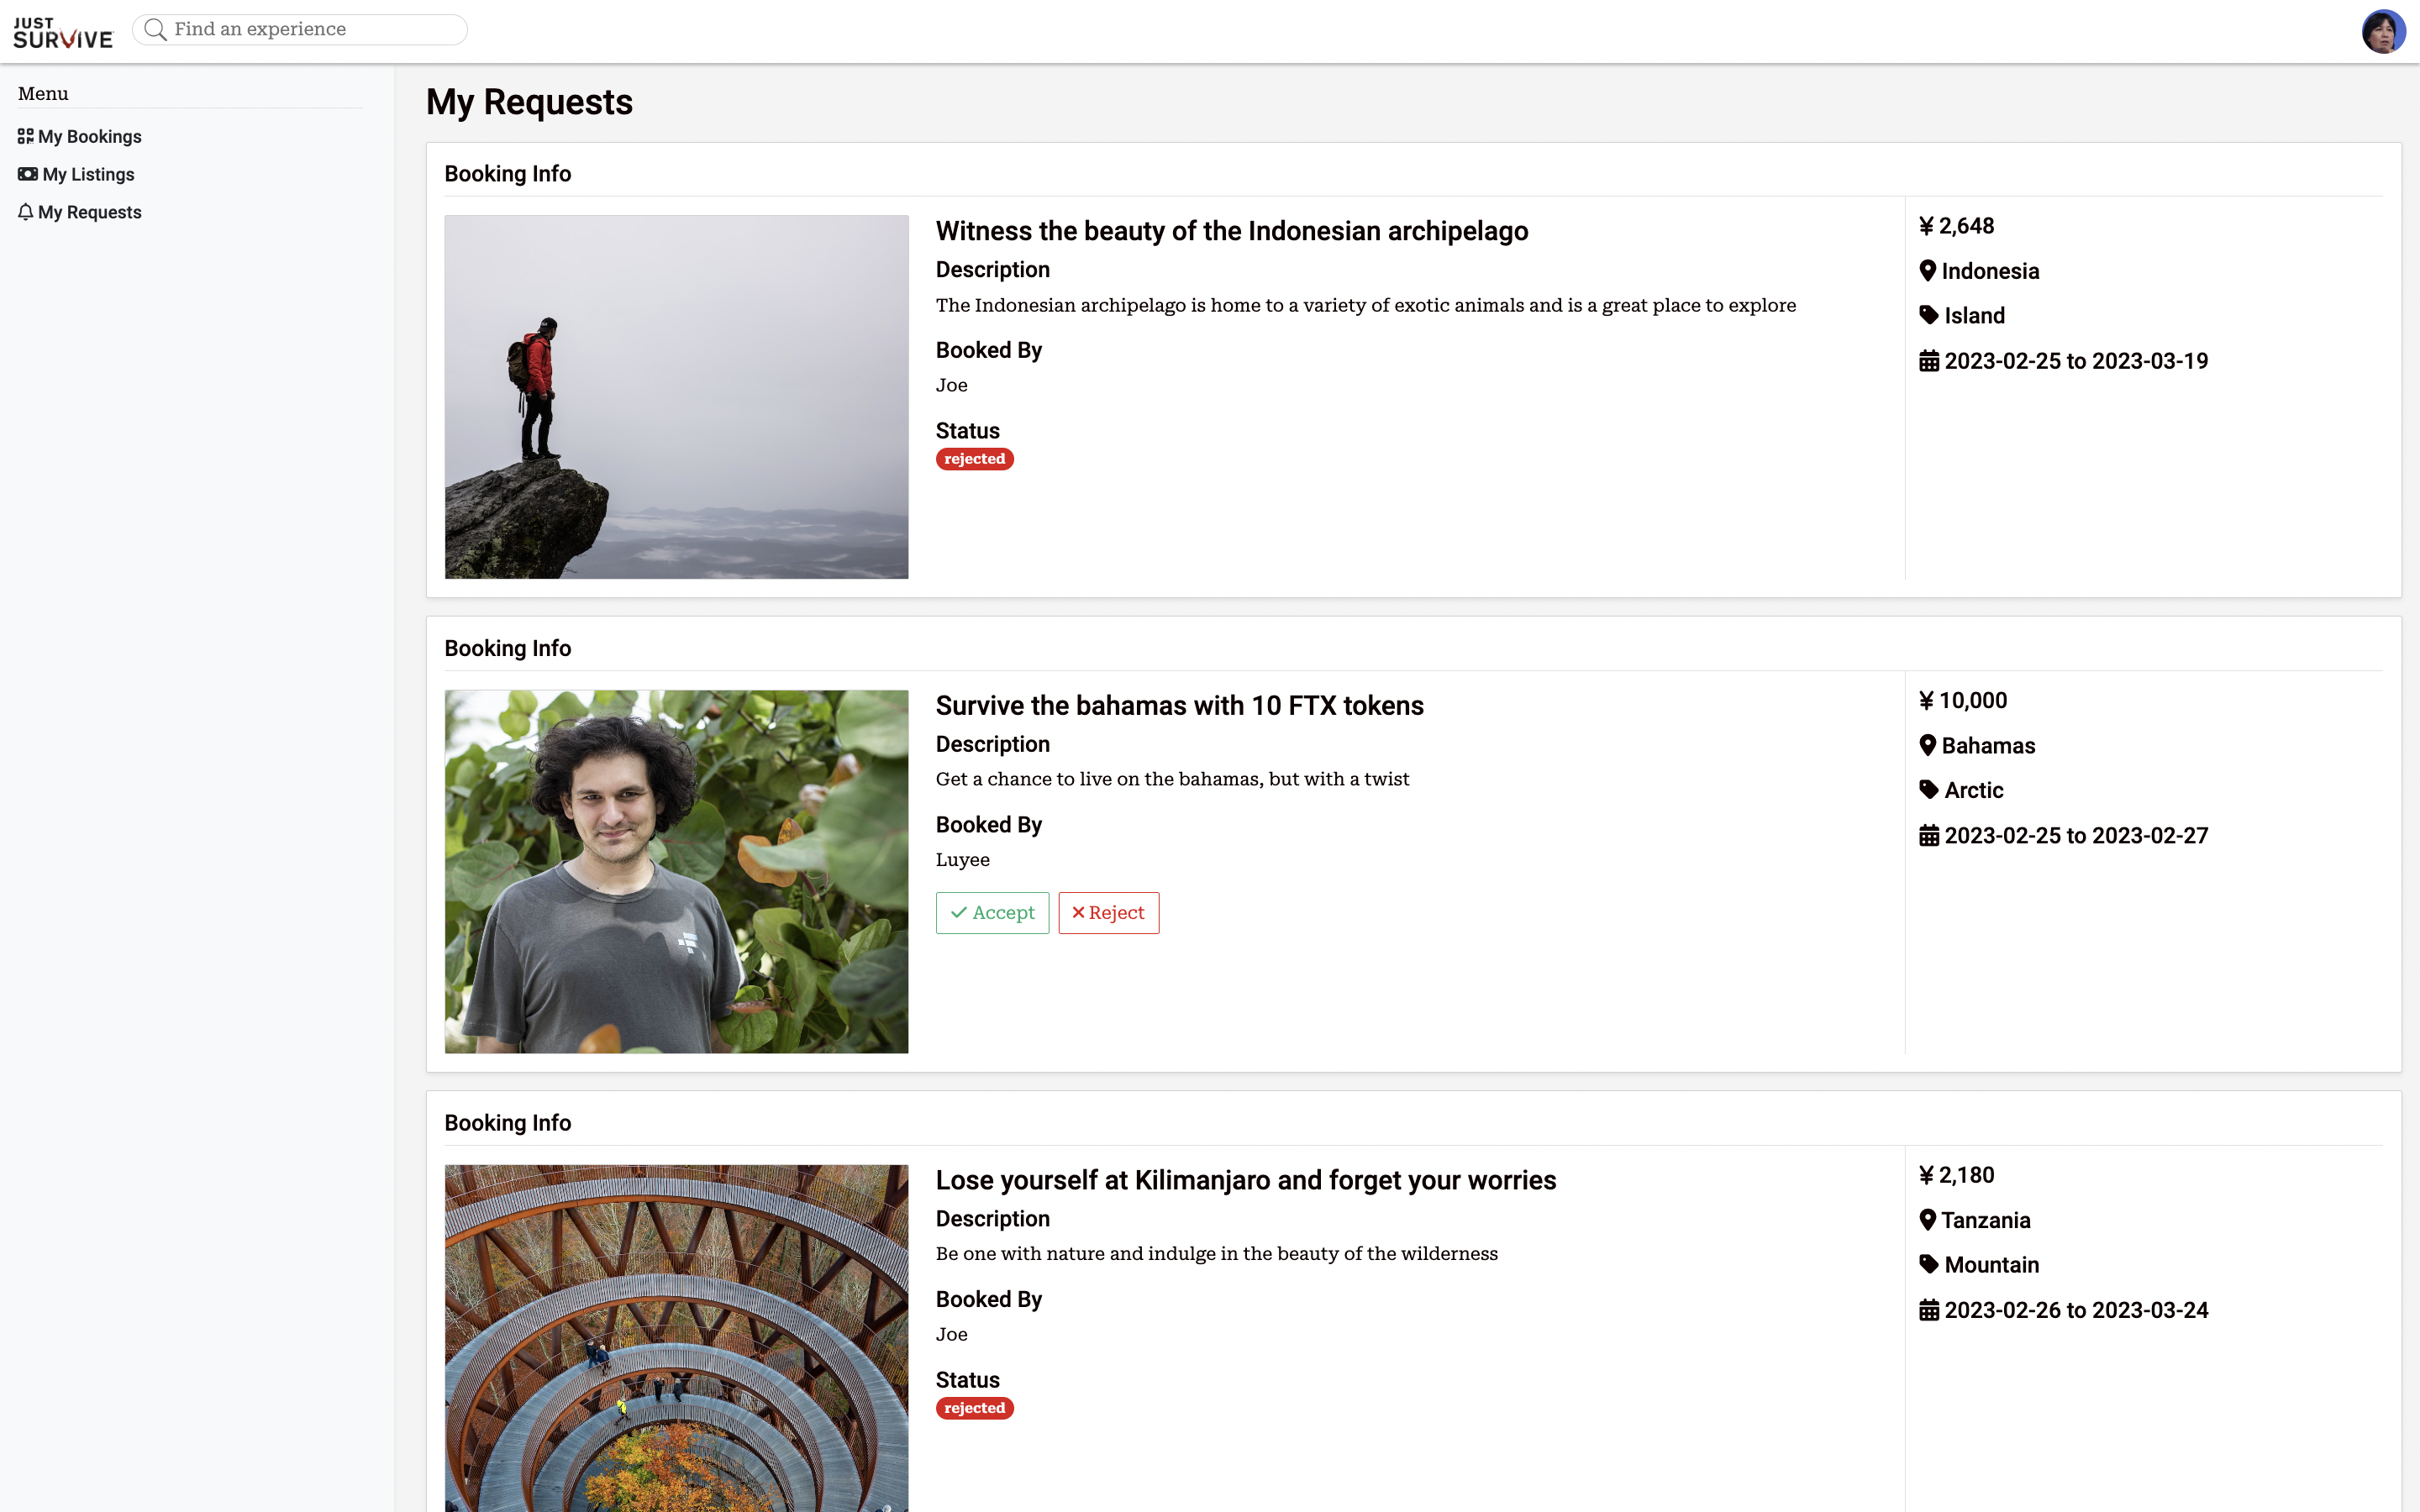 JUST
SURVIVE
Find an experience
Menu
My Bookings
My Listings
My Requests
My Requests
Booking Info
Witness the beauty of the Indonesian archipelago
Description
The Indonesian archipelago is home to a variety of exotic animals and is a great place to explore
Booked By
Joe
Status
rejected
¥ 2,648
Indonesia
Island
2023-02-25 to 2023-03-19
Booking Info
Survive the bahamas with 10 FTX tokens
Description
Get a chance to live on the bahamas, but with a twist
Booked By
Luyee
Accept
Reject
¥ 10,000
Bahamas
Arctic
2023-02-25 to 2023-02-27
Booking Info
Lose yourself at Kilimanjaro and forget your worries
Description
Be one with nature and indulge in the beauty of the wilderness
Booked By
Joe
Status
rejected
¥ 2,180
Tanzania
Mountain
2023-02-26 to 2023-03-24